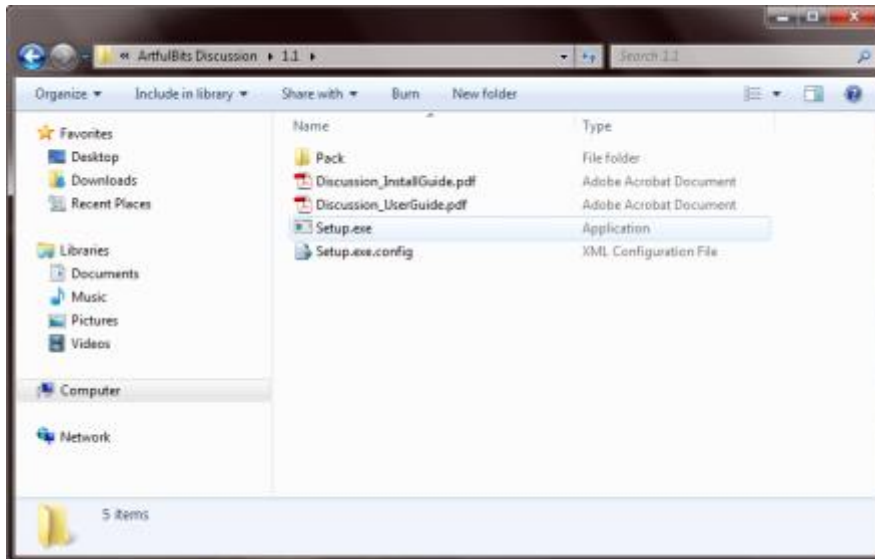 « ArtfulBits Discussion ▸ 1.1 ▸
Search 1.1
Organize ▾ Include in library ▾ Share with ▾ Burn New folder
Favorites
Desktop
Downloads
Recent Places
Libraries
Documents
Music
Pictures
Videos
Computer
Network
Name Type
Pack File folder
Discussion_InstallGuide.pdf Adobe Acrobat Document
Discussion_UserGuide.pdf Adobe Acrobat Document
Setup.exe Application
Setup.exe.config XML Configuration File
5 items